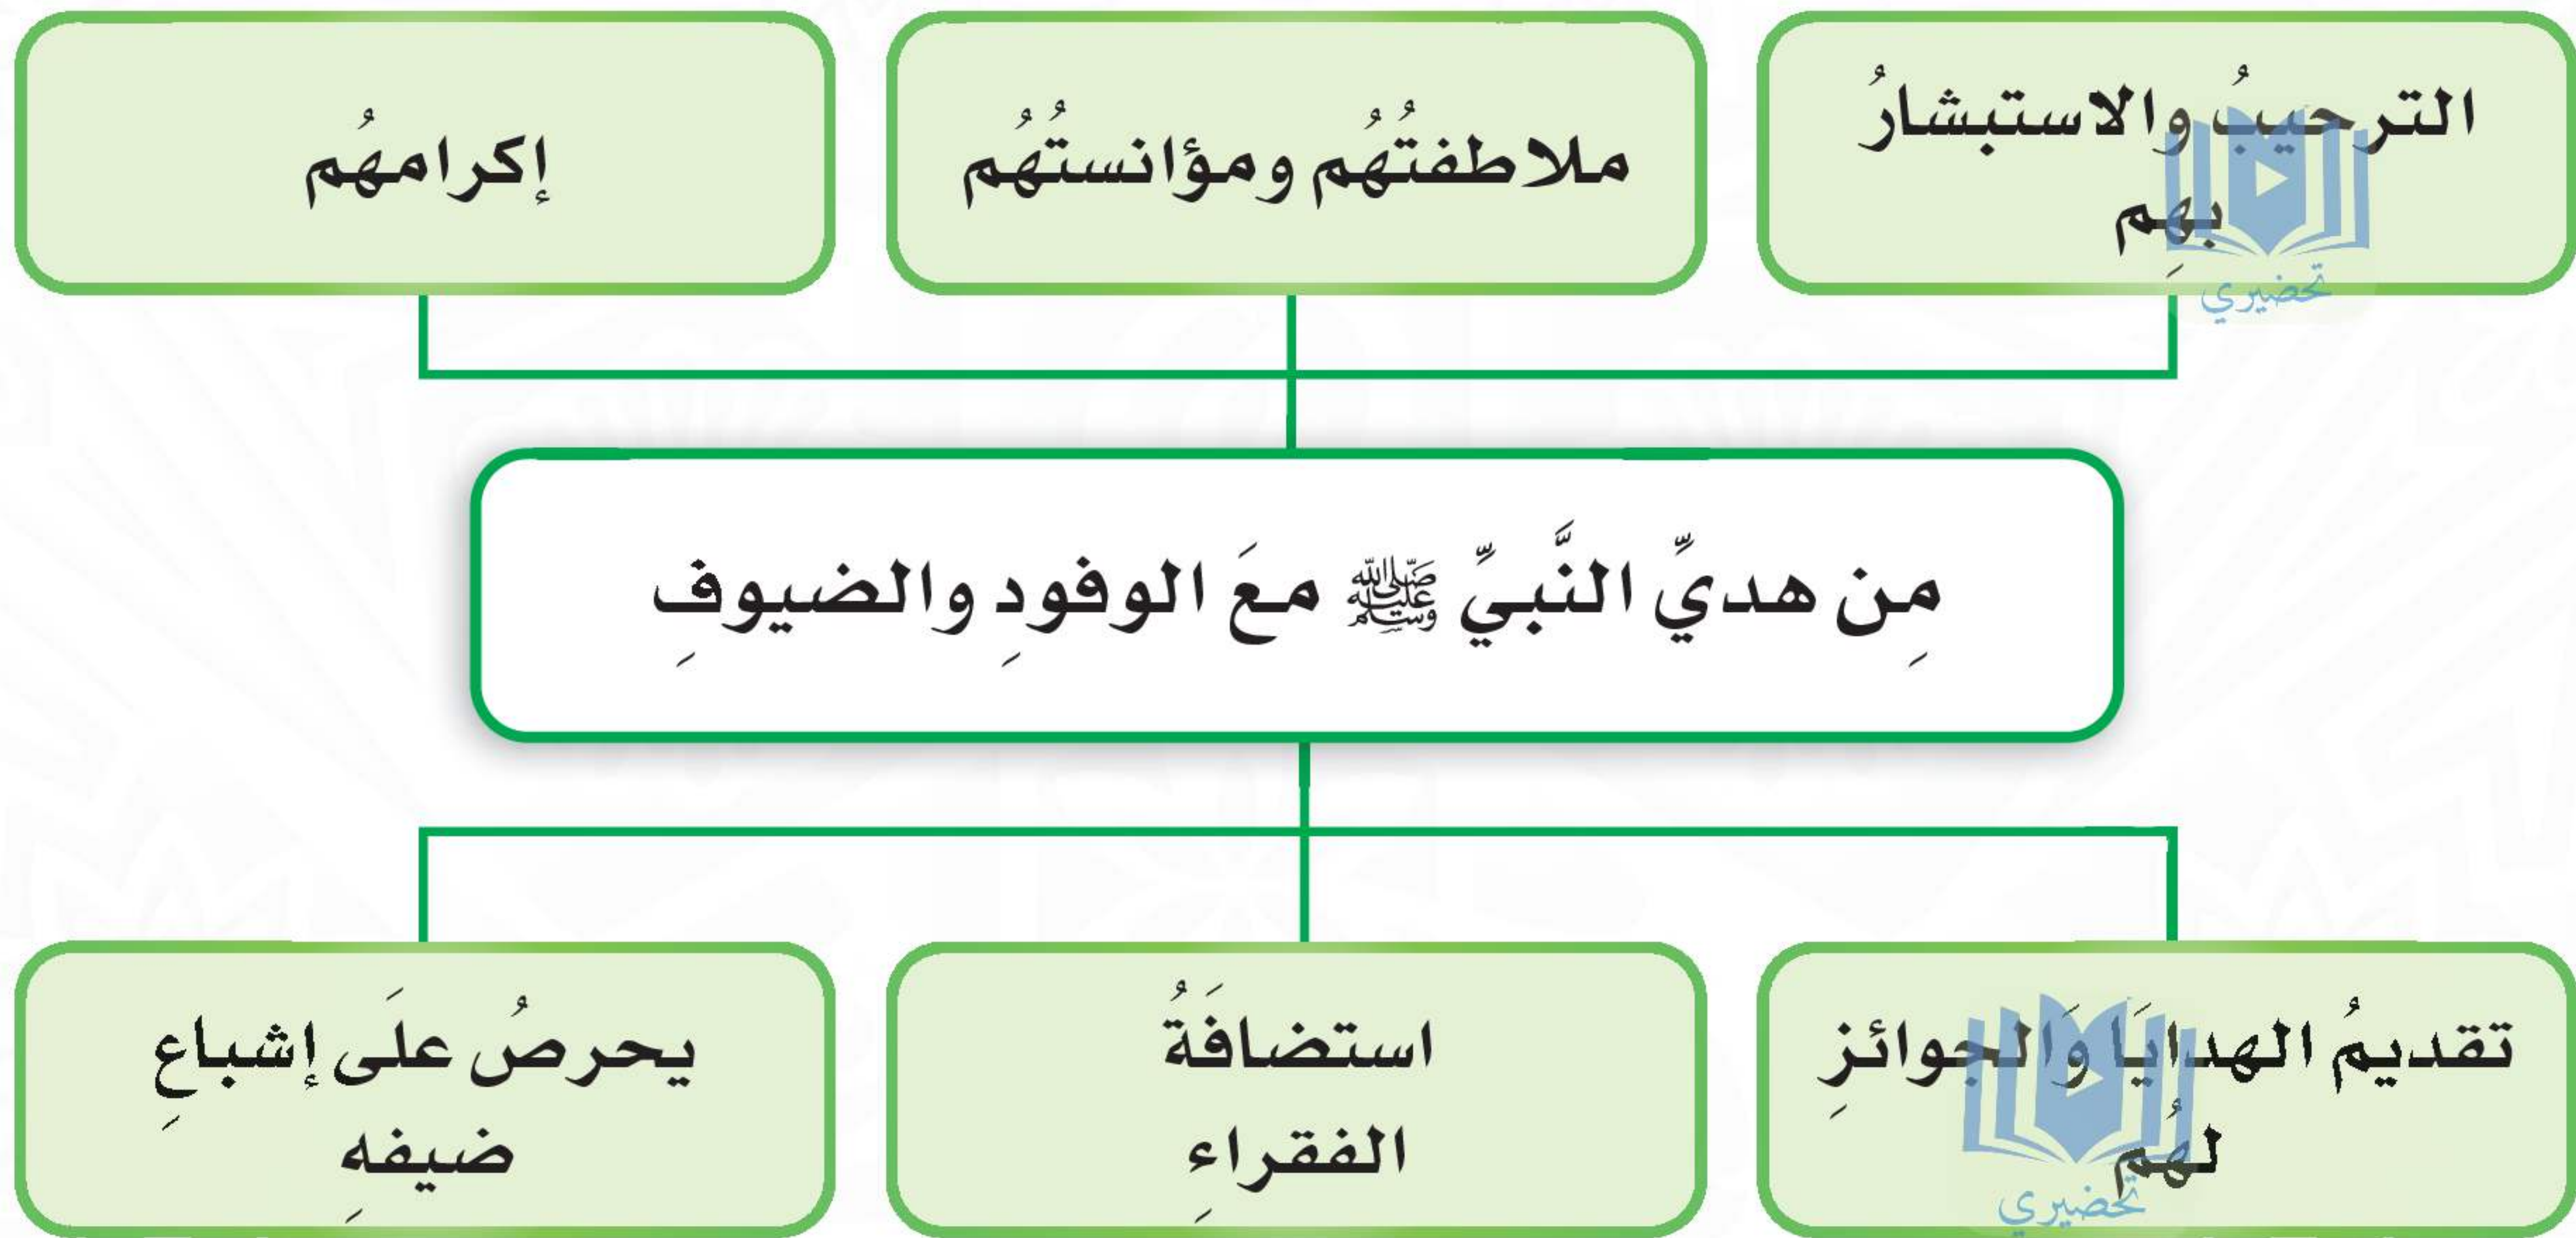 الترحيبُ والاستبشارُ
بهِم
ملاطفتُهُم ومؤانستُهُم
إكرامهُم
تحضيري
مِن هديِّ النَّبيِّ ﷺ معَ الوفودِ والضيوفِ
تقديمُ الهدايَا وَالجوائزِ
لهُم
استضافَةُ
الفقراءِ
يحرصُ علَى إشباعِ
ضيفهِ
تحضيري